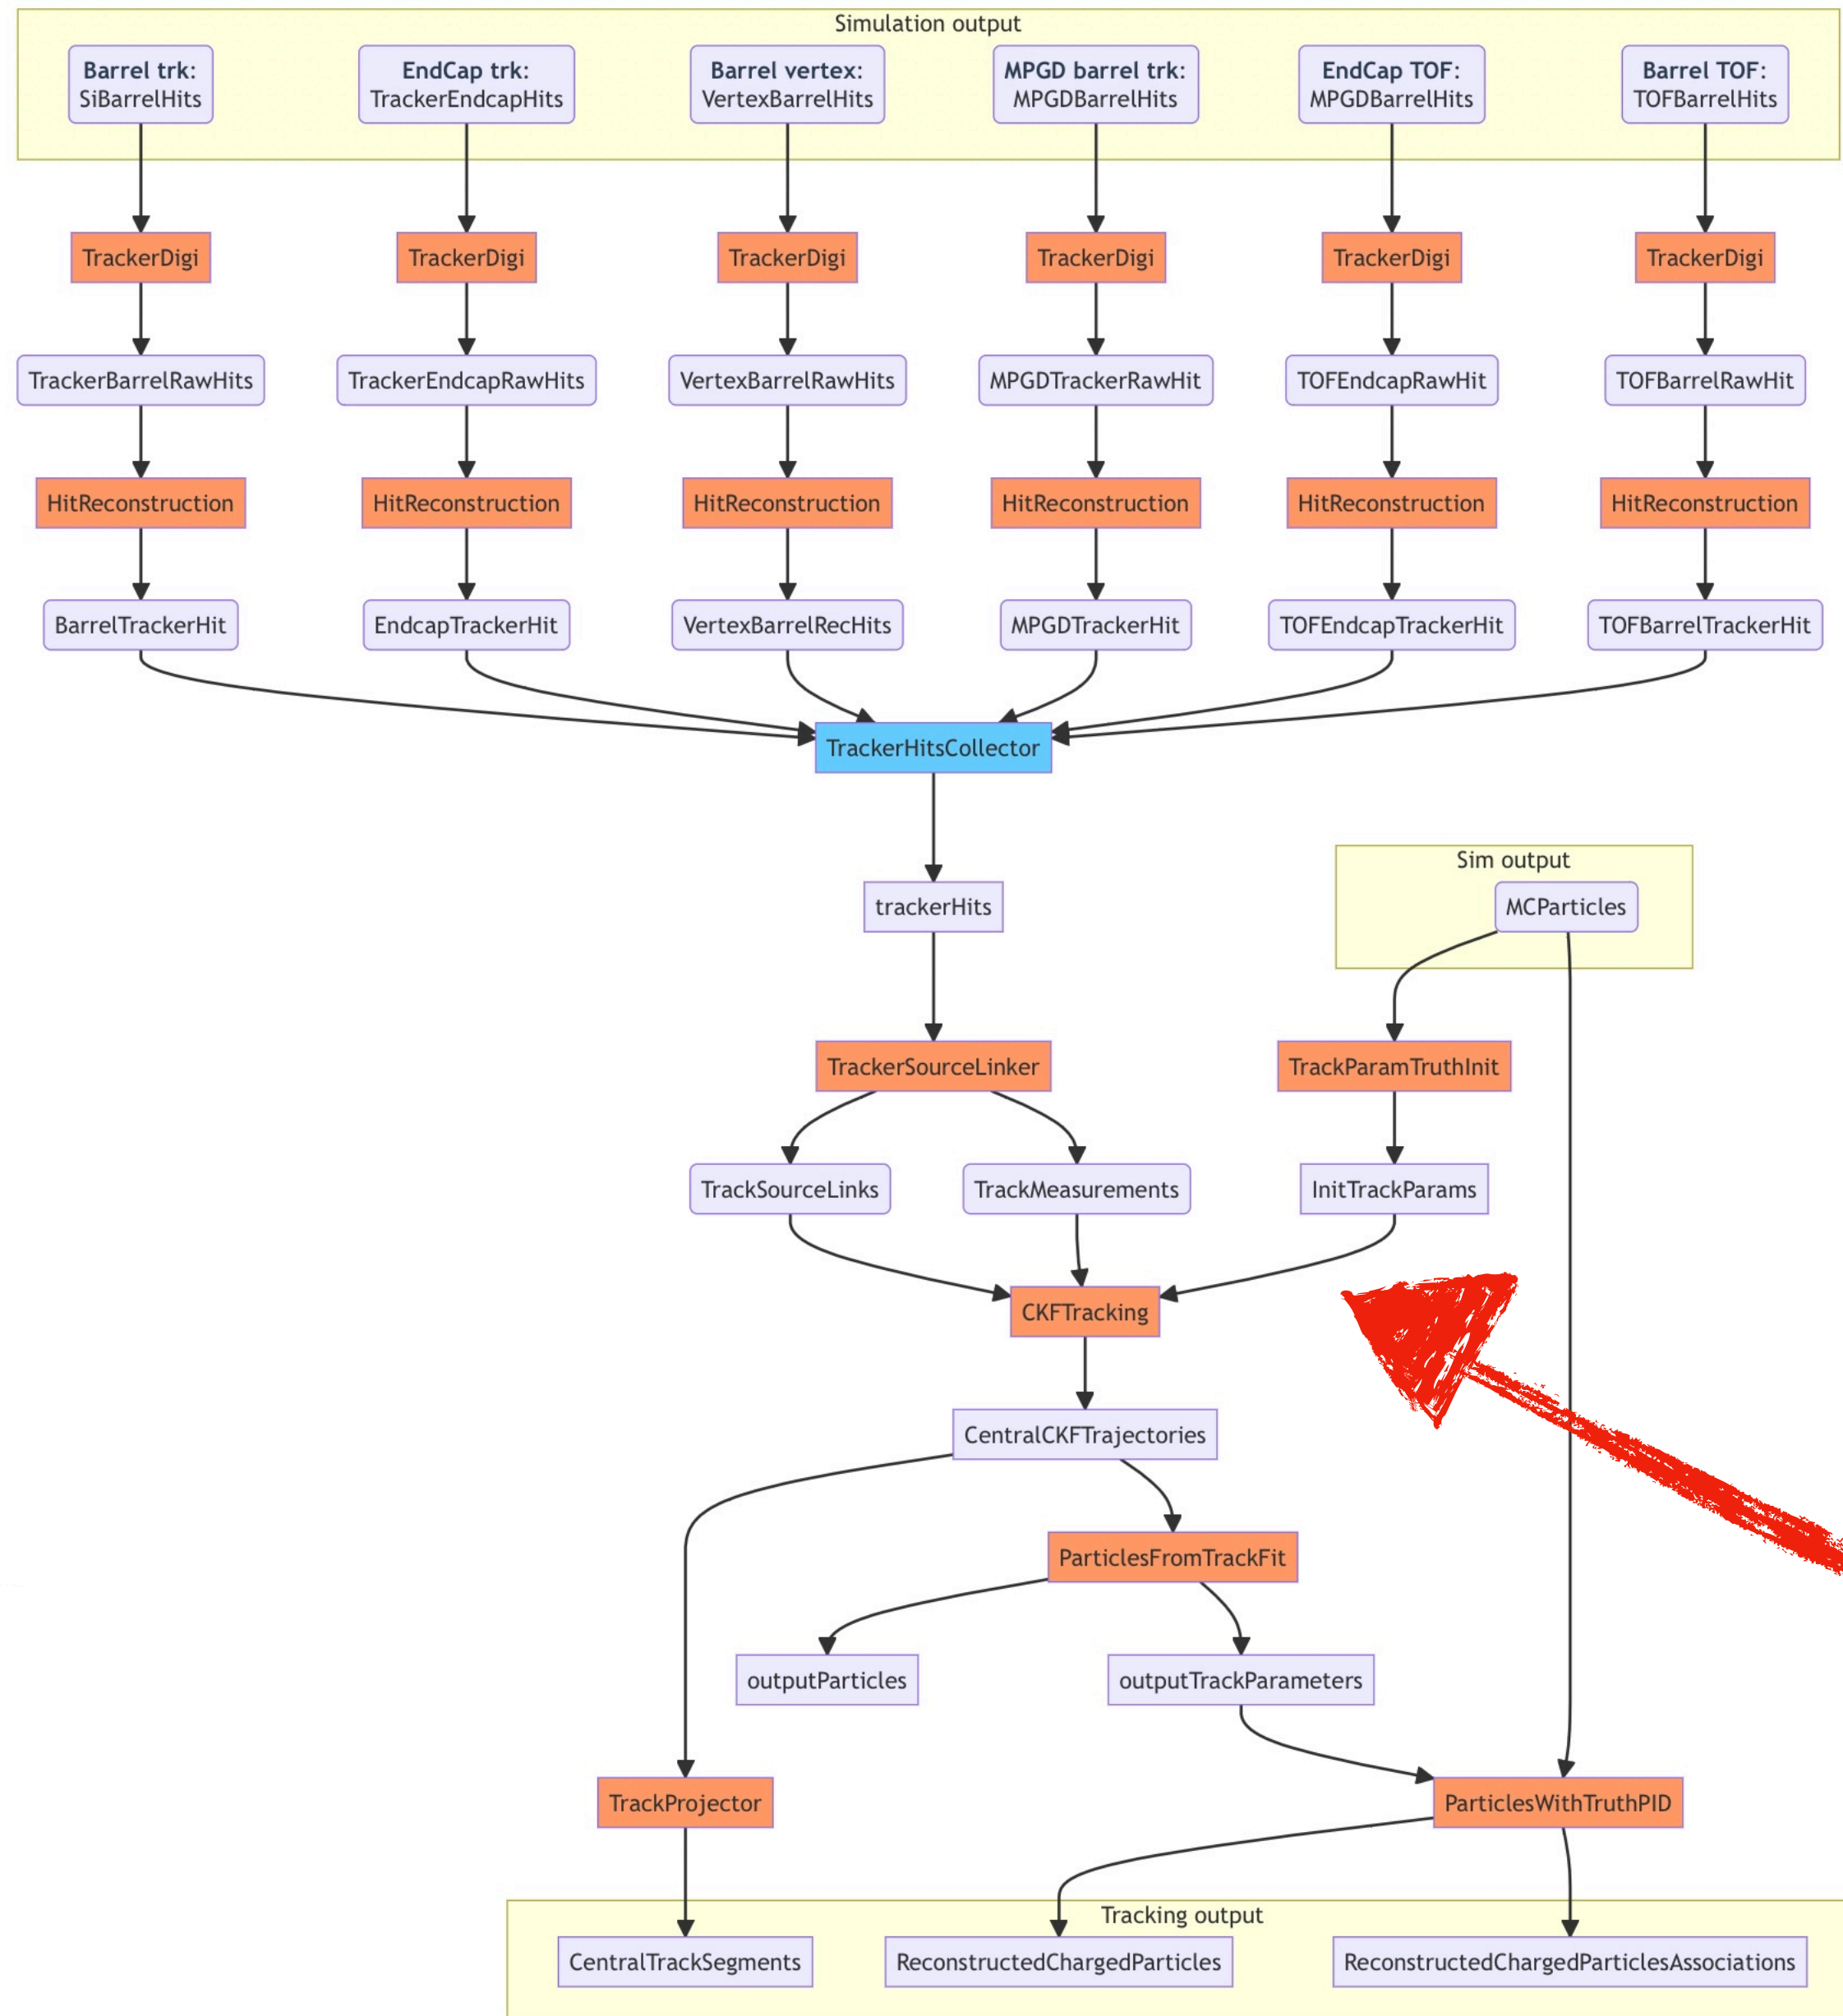 Simulation output
Barrel trk:
SiBarrelHits
EndCap trk:
TrackerEndcapHits
Barrel vertex:
VertexBarrelHits
MPGD barrel trk:
MPGDBarrelHits
EndCap TOF:
MPGDBarrelHits
Barrel TOF:
TOFBarrelHits
TrackerDigi
TrackerDigi
TrackerDigi
TrackerDigi
TrackerDigi
TrackerDigi
TrackerBarrelRawHits
TrackerEndcapRawHits
VertexBarrelRawHits
MPGDTrackerRawHit
TOFEndcapRawHit
TOFBarrelRawHit
HitReconstruction
HitReconstruction
HitReconstruction
HitReconstruction
HitReconstruction
HitReconstruction
BarrelTrackerHit
EndcapTrackerHit
VertexBarrelRecHits
MPGDTrackerHit
TOFEndcapTrackerHit
TOFBarrelTrackerHit
TrackerHitsCollector
Sim output
trackerHits
MCParticles
TrackerSourceLinker
TrackParamTruthInit
TrackSourceLinks
TrackMeasurements
InitTrackParams
CKFTracking
CentralCKFTrajectories
ParticlesFromTrackFit
outputParticles
outputTrackParameters
TrackProjector
ParticlesWithTruthPID
Tracking output
CentralTrackSegments
ReconstructedChargedParticles
ReconstructedChargedParticlesAssociations